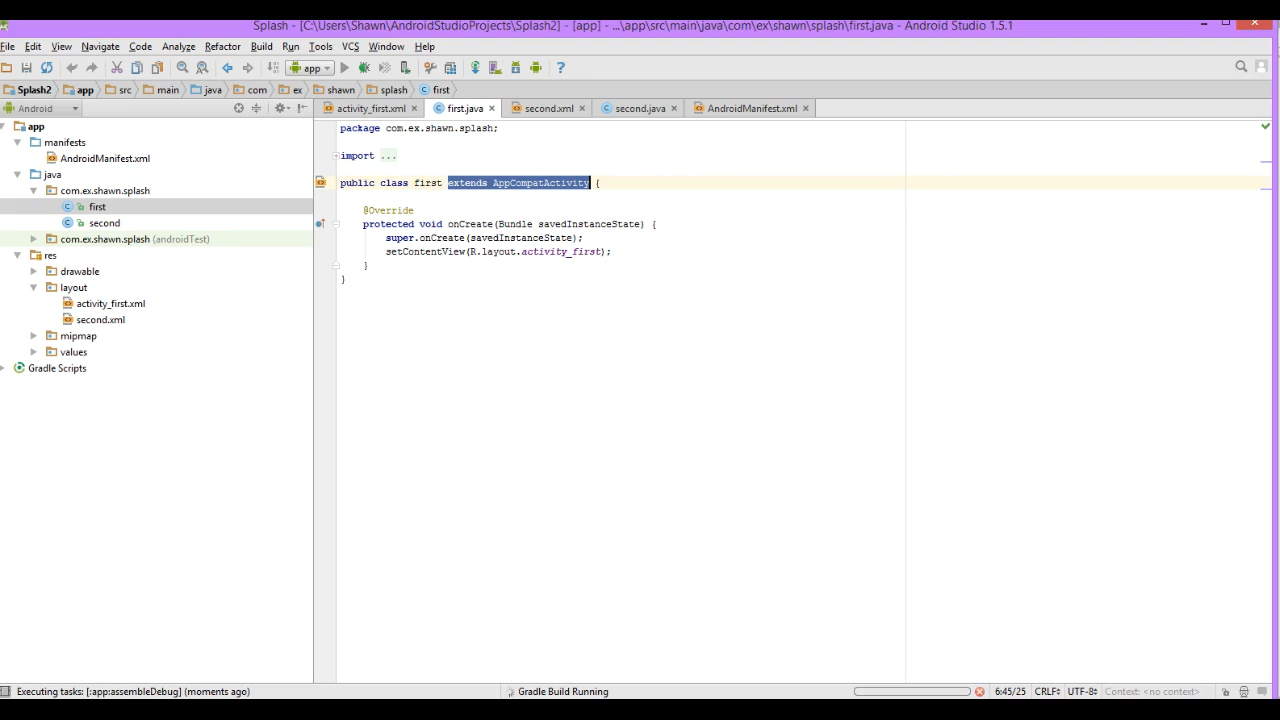 Splash - [C:\Users\Shawn\AndroidStudioProjects\Splash2] - [app] - ...\app\src\main\java\com\ex\shawn\splash\first.java - Android Studio 1.5.1
File Edit View Navigate Code Analyze Refactor Build Run Tools VCS Window Help
app
Splash2 app src main java com ex shawn splash first
Android
activity_first.xml first.java second.xml second.java AndroidManifest.xml
app
manifests
AndroidManifest.xml
java
com.ex.shawn.splash
first
second
com.ex.shawn.splash (androidTest)
res
drawable
layout
activity_first.xml
second.xml
mipmap
values
Gradle Scripts
package com.ex.shawn.splash;
import ...
public class first extends AppCompatActivity {
@Override
protected void onCreate(Bundle savedInstanceState) {
super.onCreate(savedInstanceState);
setContentView(R.layout.activity_first);
}
}
Executing tasks: [:app:assembleDebug] (moments ago) Gradle Build Running 6:45/25 CRLF UTF-8 Context: <no context>